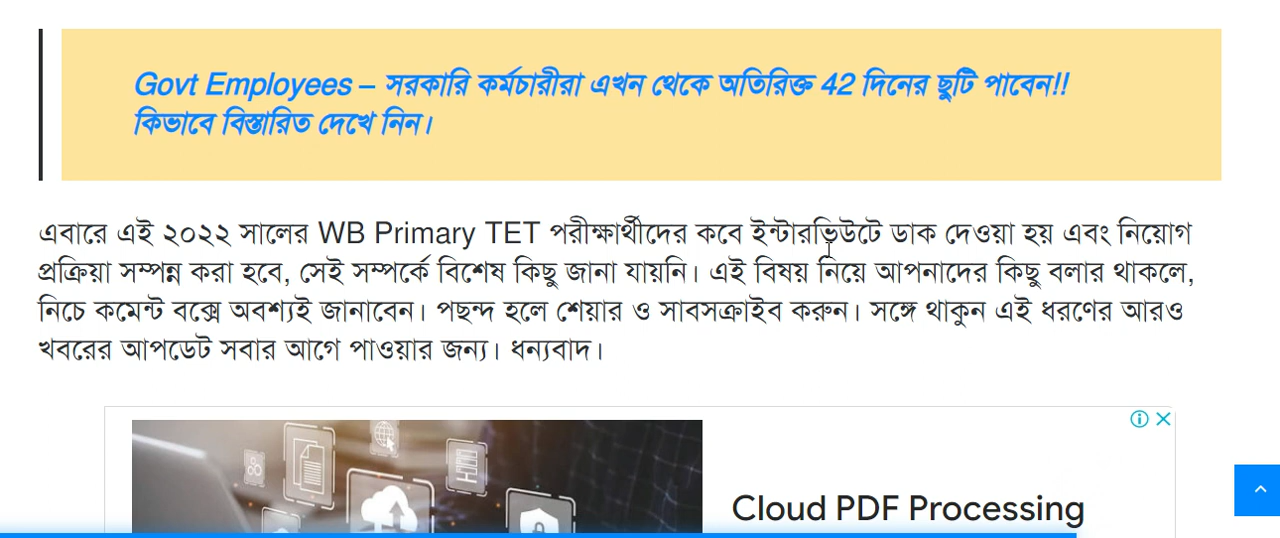 Govt Employees – সরকারি কর্মচারীরা এখন থেকে অতিরিক্ত 42 দিনের ছুটি পাবেন!!
কিভাবে বিস্তারিত দেখে নিন।
এবারে এই ২০২২ সালের WB Primary TET পরীক্ষার্থীদের কবে ইন্টারভিউটে ডাক দেওয়া হয় এবং নিয়োগ
প্রক্রিয়া সম্পন্ন করা হবে, সেই সম্পর্কে বিশেষ কিছু জানা যায়নি। এই বিষয় নিয়ে আপনাদের কিছু বলার থাকলে,
নিচে কমেন্ট বক্সে অবশ্যই জানাবেন। পছন্দ হলে শেয়ার ও সাবসক্রাইব করুন। সঙ্গে থাকুন এই ধরণের আরও
খবরের আপডেট সবার আগে পাওয়ার জন্য। ধন্যবাদ।
Cloud PDF Processing